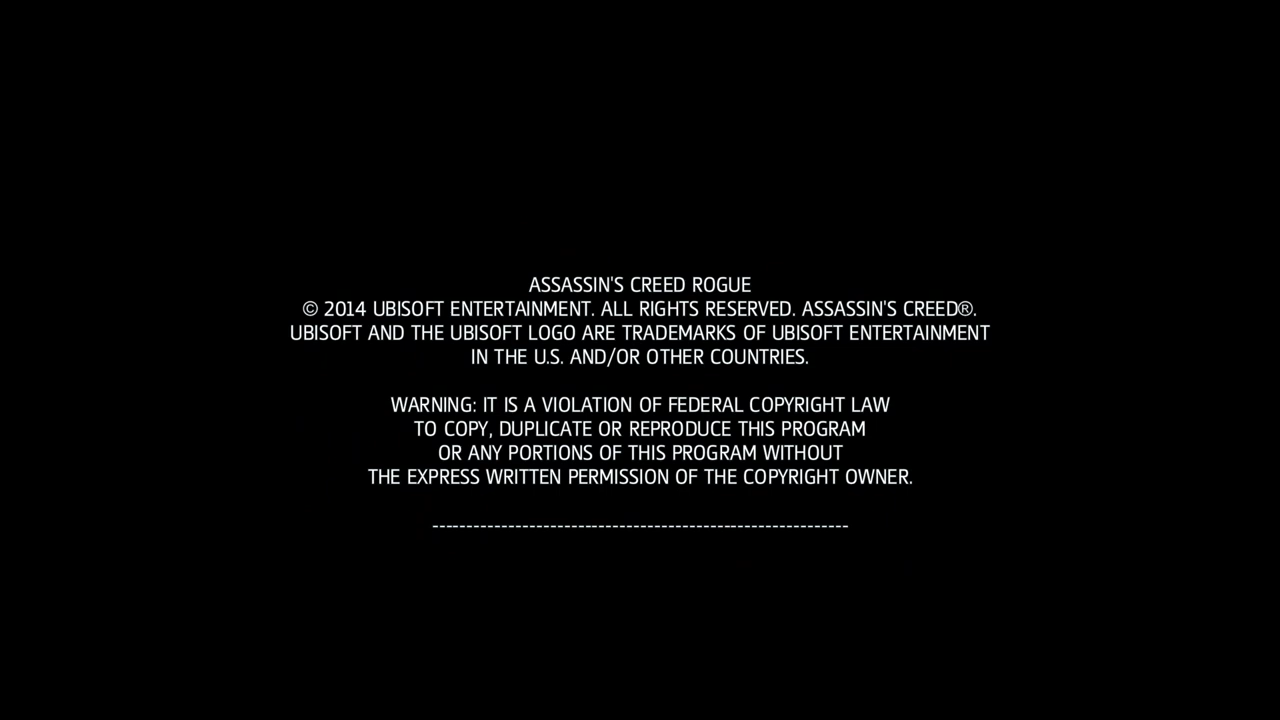 ASSASSIN'S CREED ROGUE
© 2014 UBISOFT ENTERTAINMENT. ALL RIGHTS RESERVED. ASSASSIN'S CREED®.
UBISOFT AND THE UBISOFT LOGO ARE TRADEMARKS OF UBISOFT ENTERTAINMENT
IN THE U.S. AND/OR OTHER COUNTRIES.
WARNING: IT IS A VIOLATION OF FEDERAL COPYRIGHT LAW
TO COPY, DUPLICATE OR REPRODUCE THIS PROGRAM
OR ANY PORTIONS OF THIS PROGRAM WITHOUT
THE EXPRESS WRITTEN PERMISSION OF THE COPYRIGHT OWNER.
------------------------------------------------------------